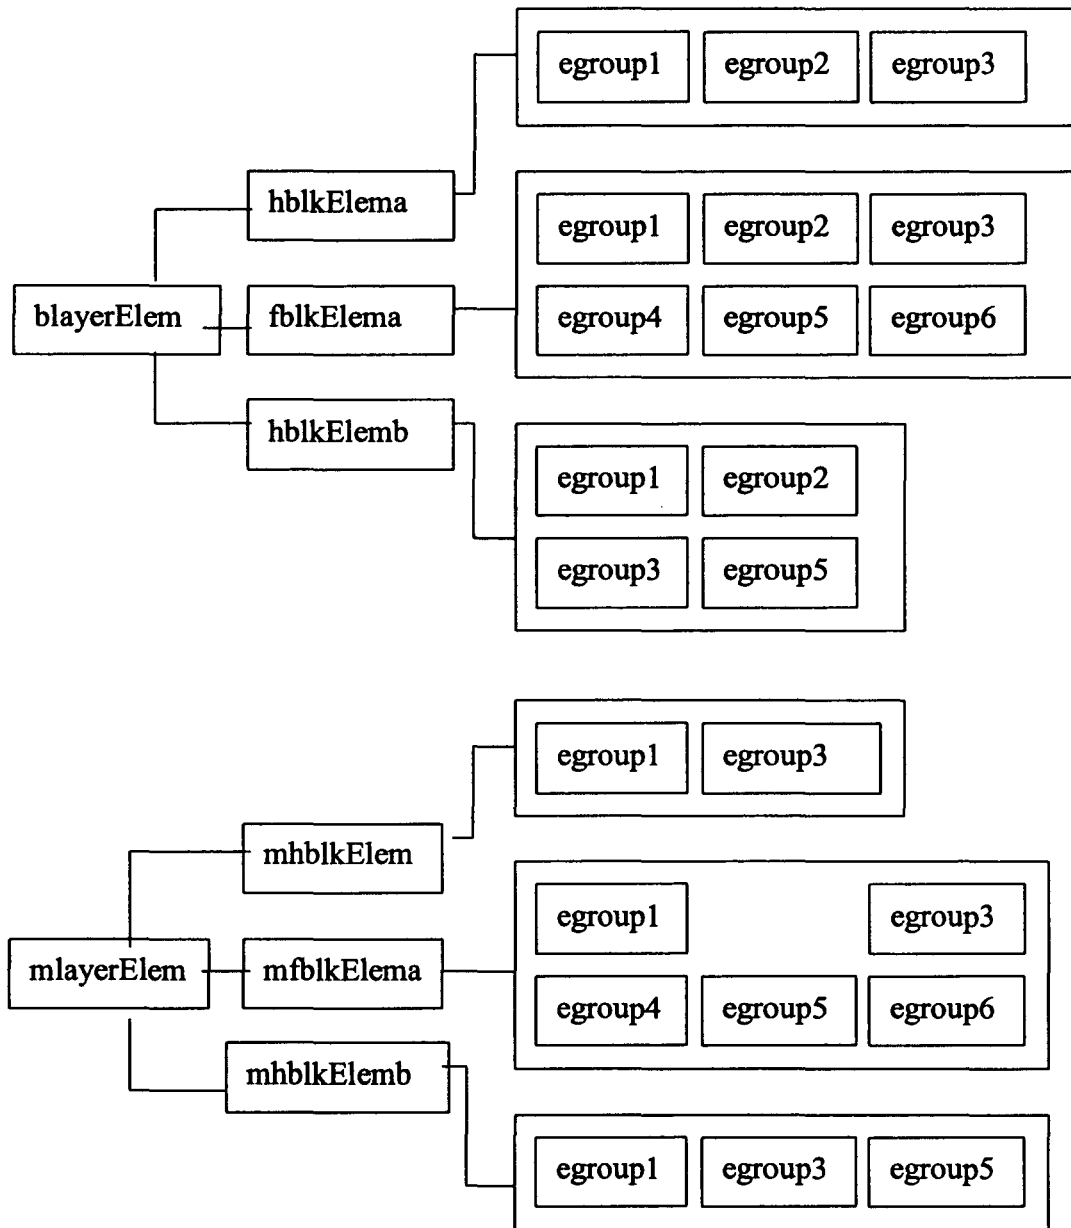 egroup1 egroup2 egroup3
hblkElema
egroup1 egroup2 egroup3
blayerElem fblkElema
egroup4 egroup5 egroup6
hblkElemb
egroup1 egroup2
egroup3 egroup5
egroup1 egroup3
mhblkElem
egroup1 egroup3
mlayerElem mfblkElema
egroup4 egroup5 egroup6
mhblkElemb
egroup1 egroup3 egroup5